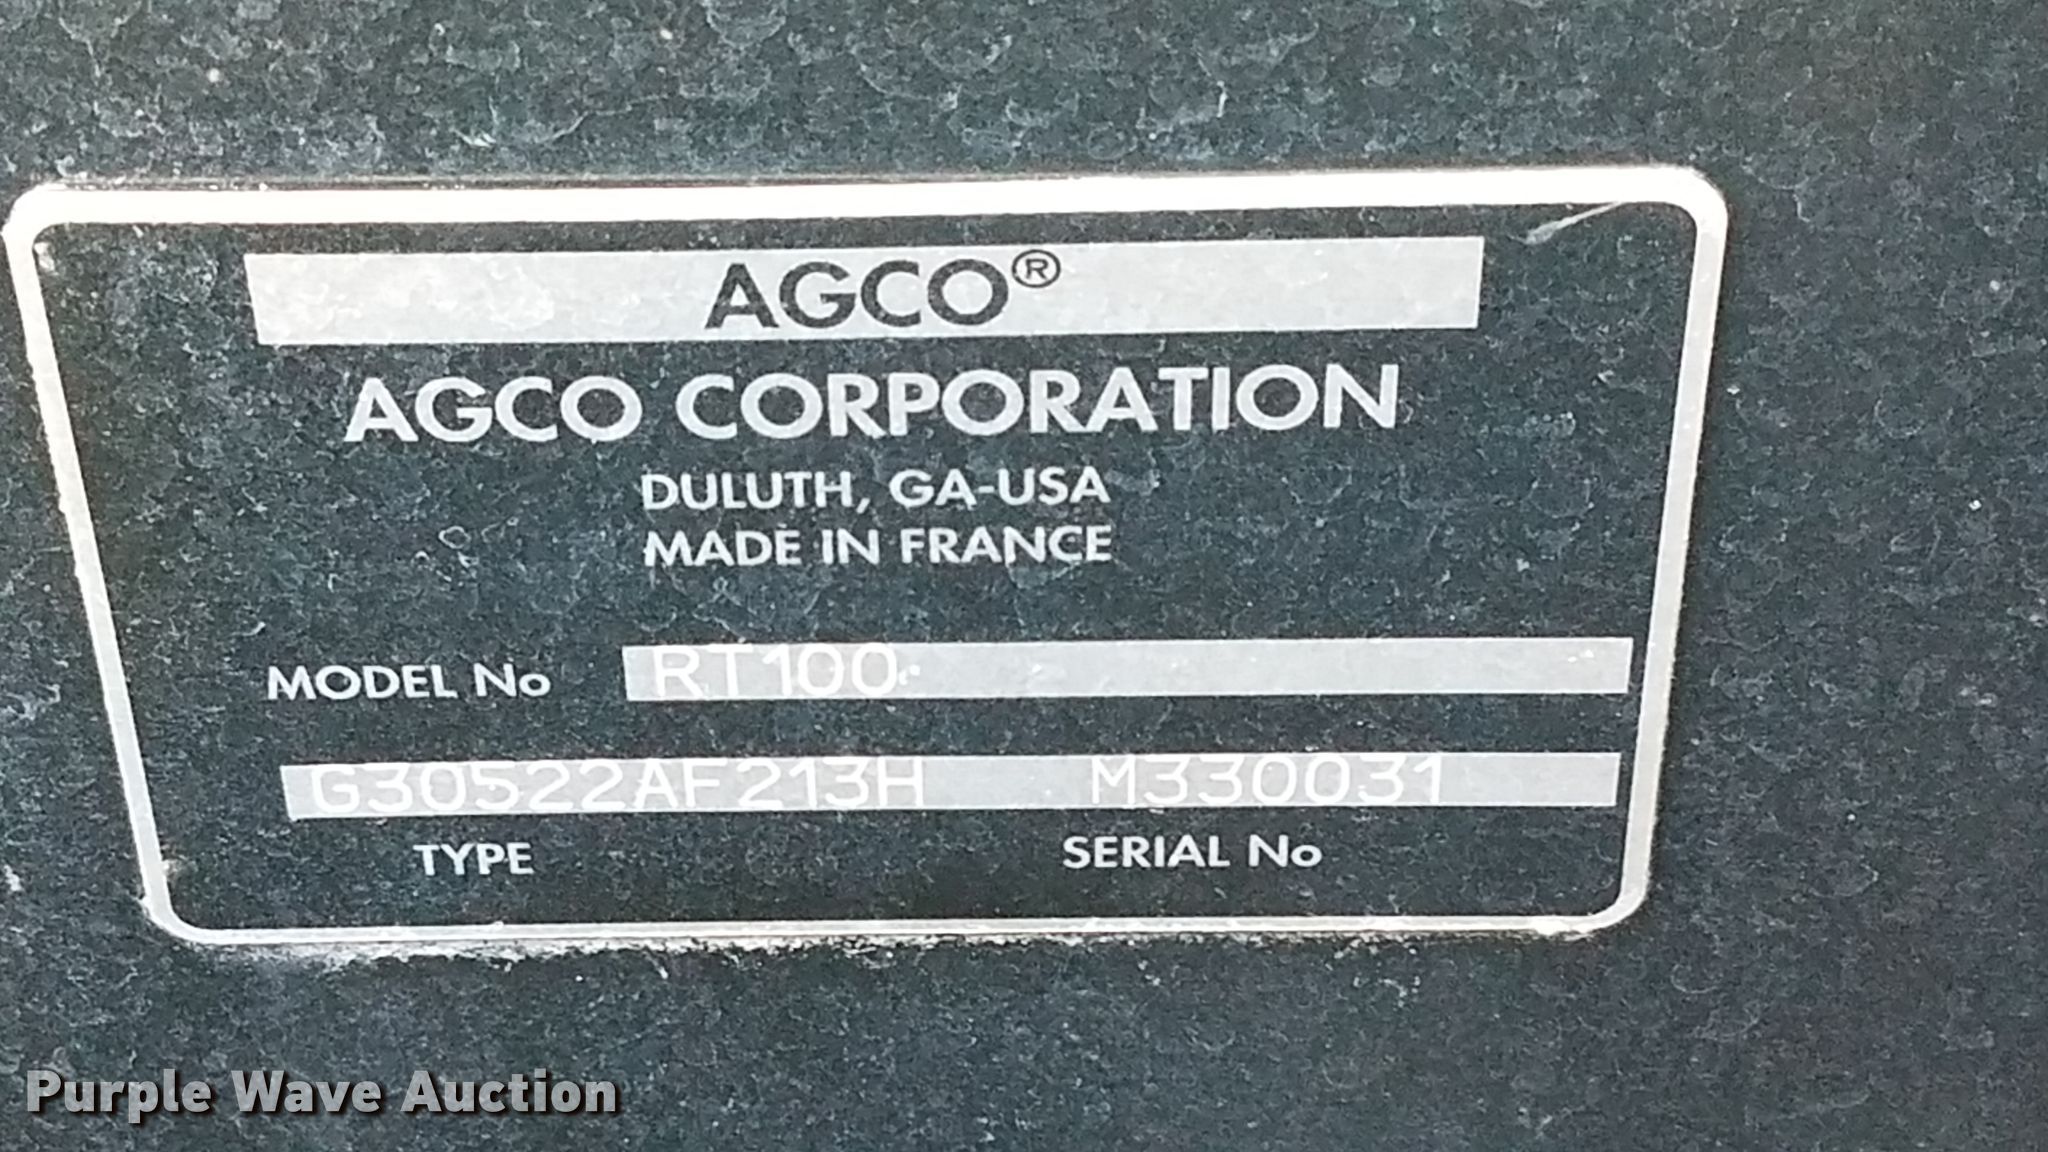 AGCO®
AGCO CORPORATION
DULUTH, GA-USA
MADE IN FRANCE
MODEL No RT100
G30522AF213H M330031
TYPE SERIAL No
Purple Wave Auction